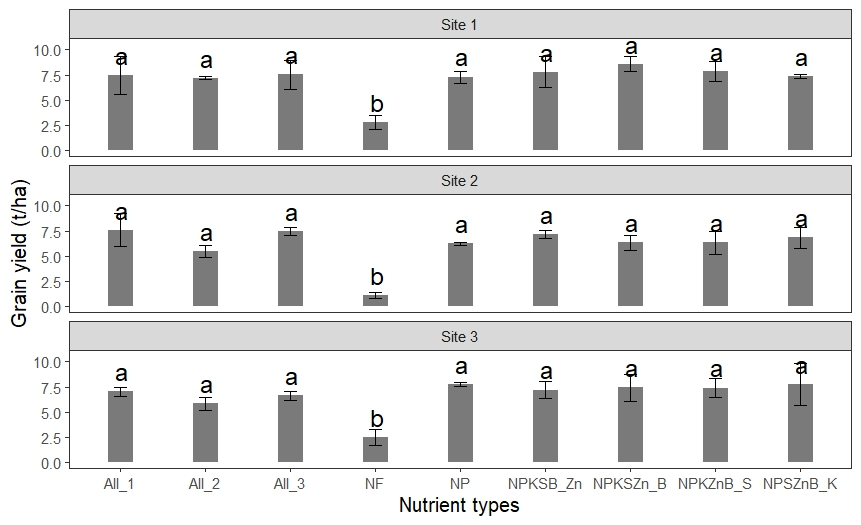 Site 1
10.0
7.5
5.0
2.5
0.0
a a a b a a a a a
Site 2
10.0
7.5
5.0
2.5
0.0
a a a b a a a a a
Site 3
10.0
7.5
5.0
2.5
0.0
a a a b a a a a a
Grain yield (t/ha)
All_1 All_2 All_3 NF NP NPKSB_Zn NPKSZn_B NPKZnB_S NPSZnB_K
Nutrient types